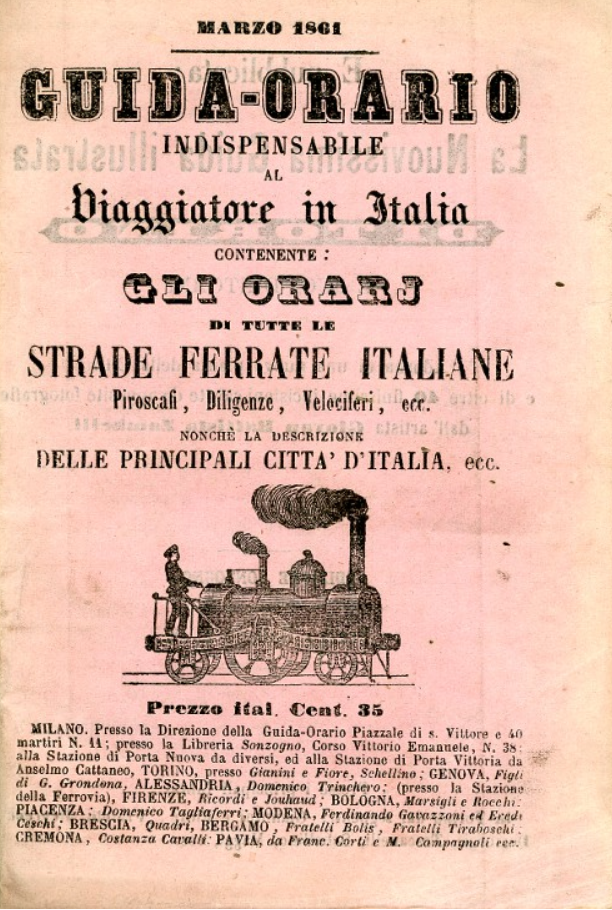 MARZO 1861
GUIDA-ORARIO
INDISPENSABILE
AL
Viaggiatore in Italia
CONTENENTE :
GLI ORARJ
DI TUTTE LE
STRADE FERRATE ITALIANE
Piroscafi , Diligenze , Velociferi , ecc.
NONCHÈ LA DESCRIZIONE
DELLE PRINCIPALI CITTA' D'ITALIA, ecc.
Prezzo ital. Cent. 35
MILANO. Presso la Direzione della Guida-Orario Piazzale di s. Vittore e 40
martiri N. 11; presso la Libreria Sonzogno, Corso Vittorio Emanuele, N. 38;
alla Stazione di Porta Nuova da diversi, ed alla Stazione di Porta Vittoria da
Anselmo Cattaneo, TORINO, presso Gianini e Fiore, Schellino; GENOVA, Figli
di G. Grondona, ALESSANDRIA, Domenico Trinchero; (presso la Stazione
della Ferrovia), FIRENZE, Ricordi e Jouhaud; BOLOGNA, Marsigli e Rocchi;
PIACENZA; Domenico Tagliaferri; MODENA, Ferdinando Gavazzoni ed Eredi
Ceschi; BRESCIA, Quadri, BERGAMO, Fratelli Bolis, Fratelli Tiraboschi;
CREMONA, Costanza Cavalli; PAVIA, da Franc. Corti e M. Campagnoli ecc.